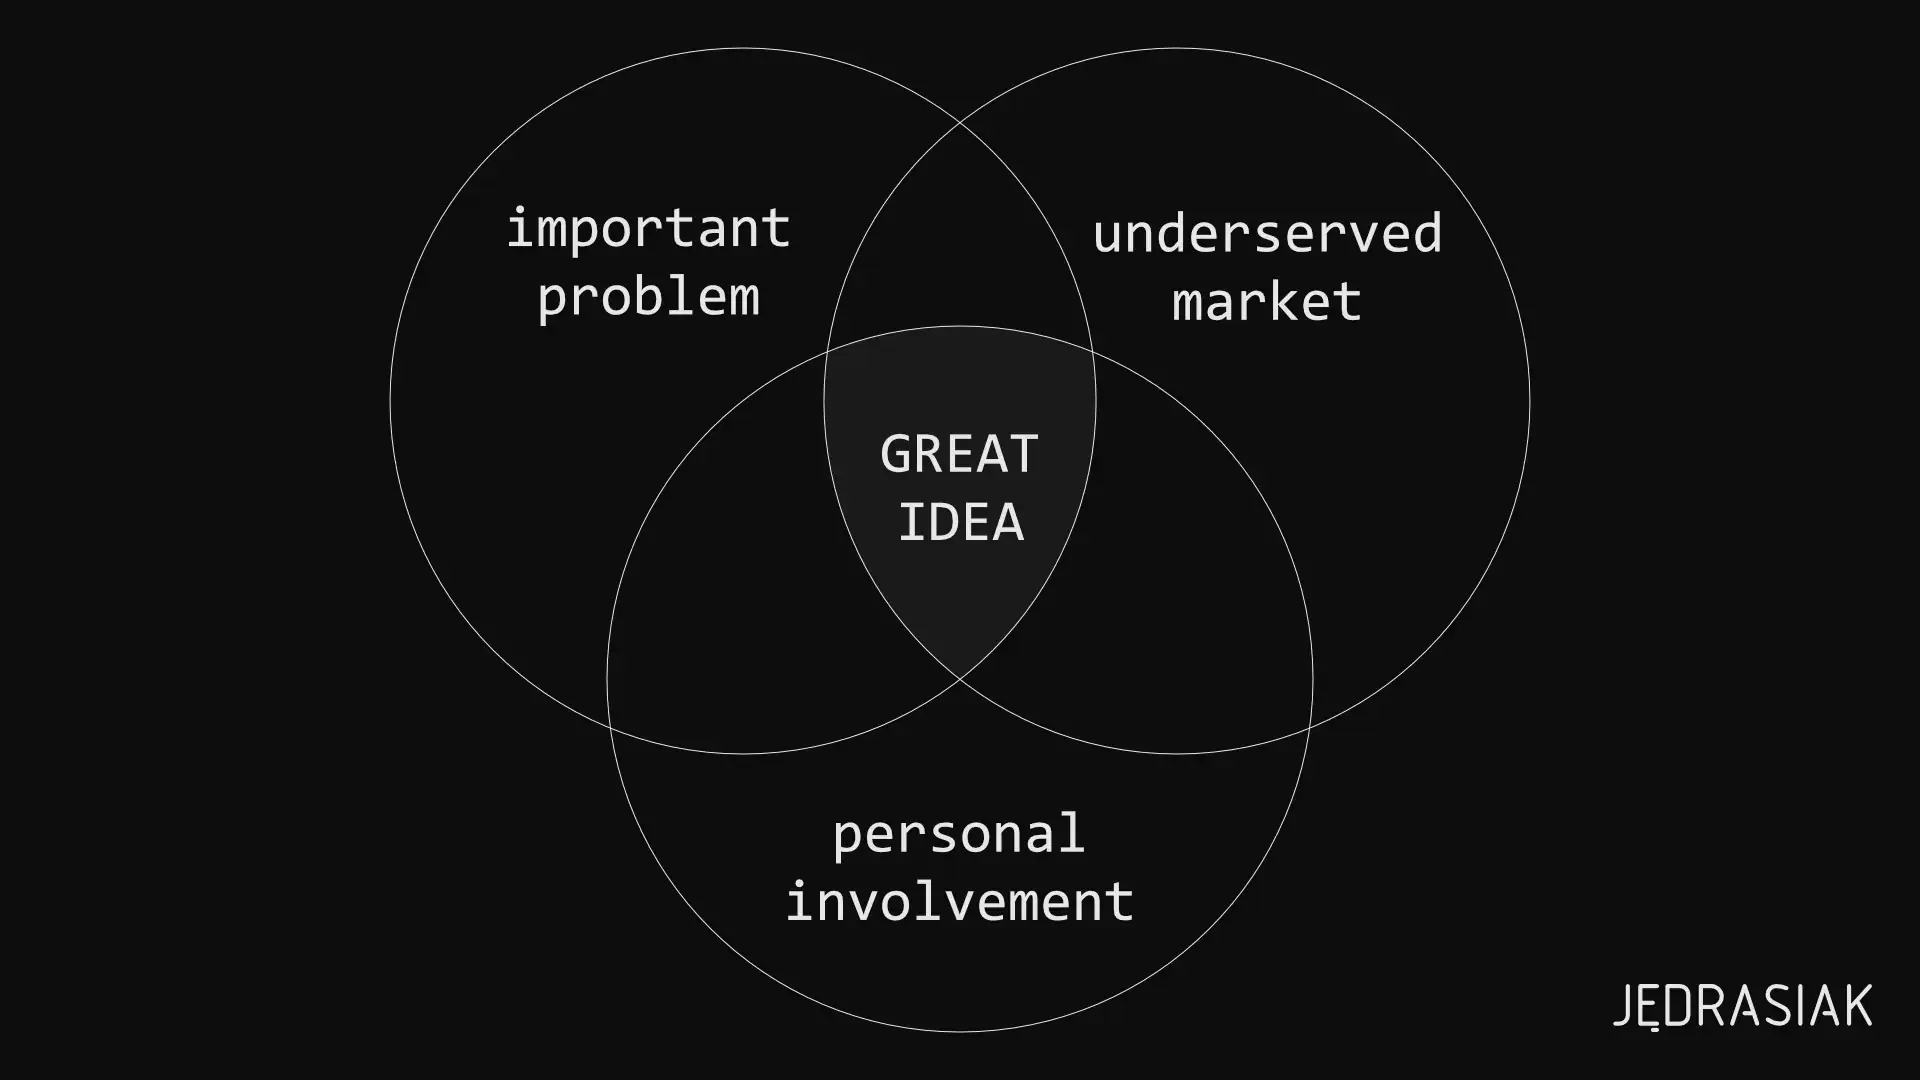 important
problem
underserved
market
GREAT
IDEA
personal
involvement
JĘDRASIAK